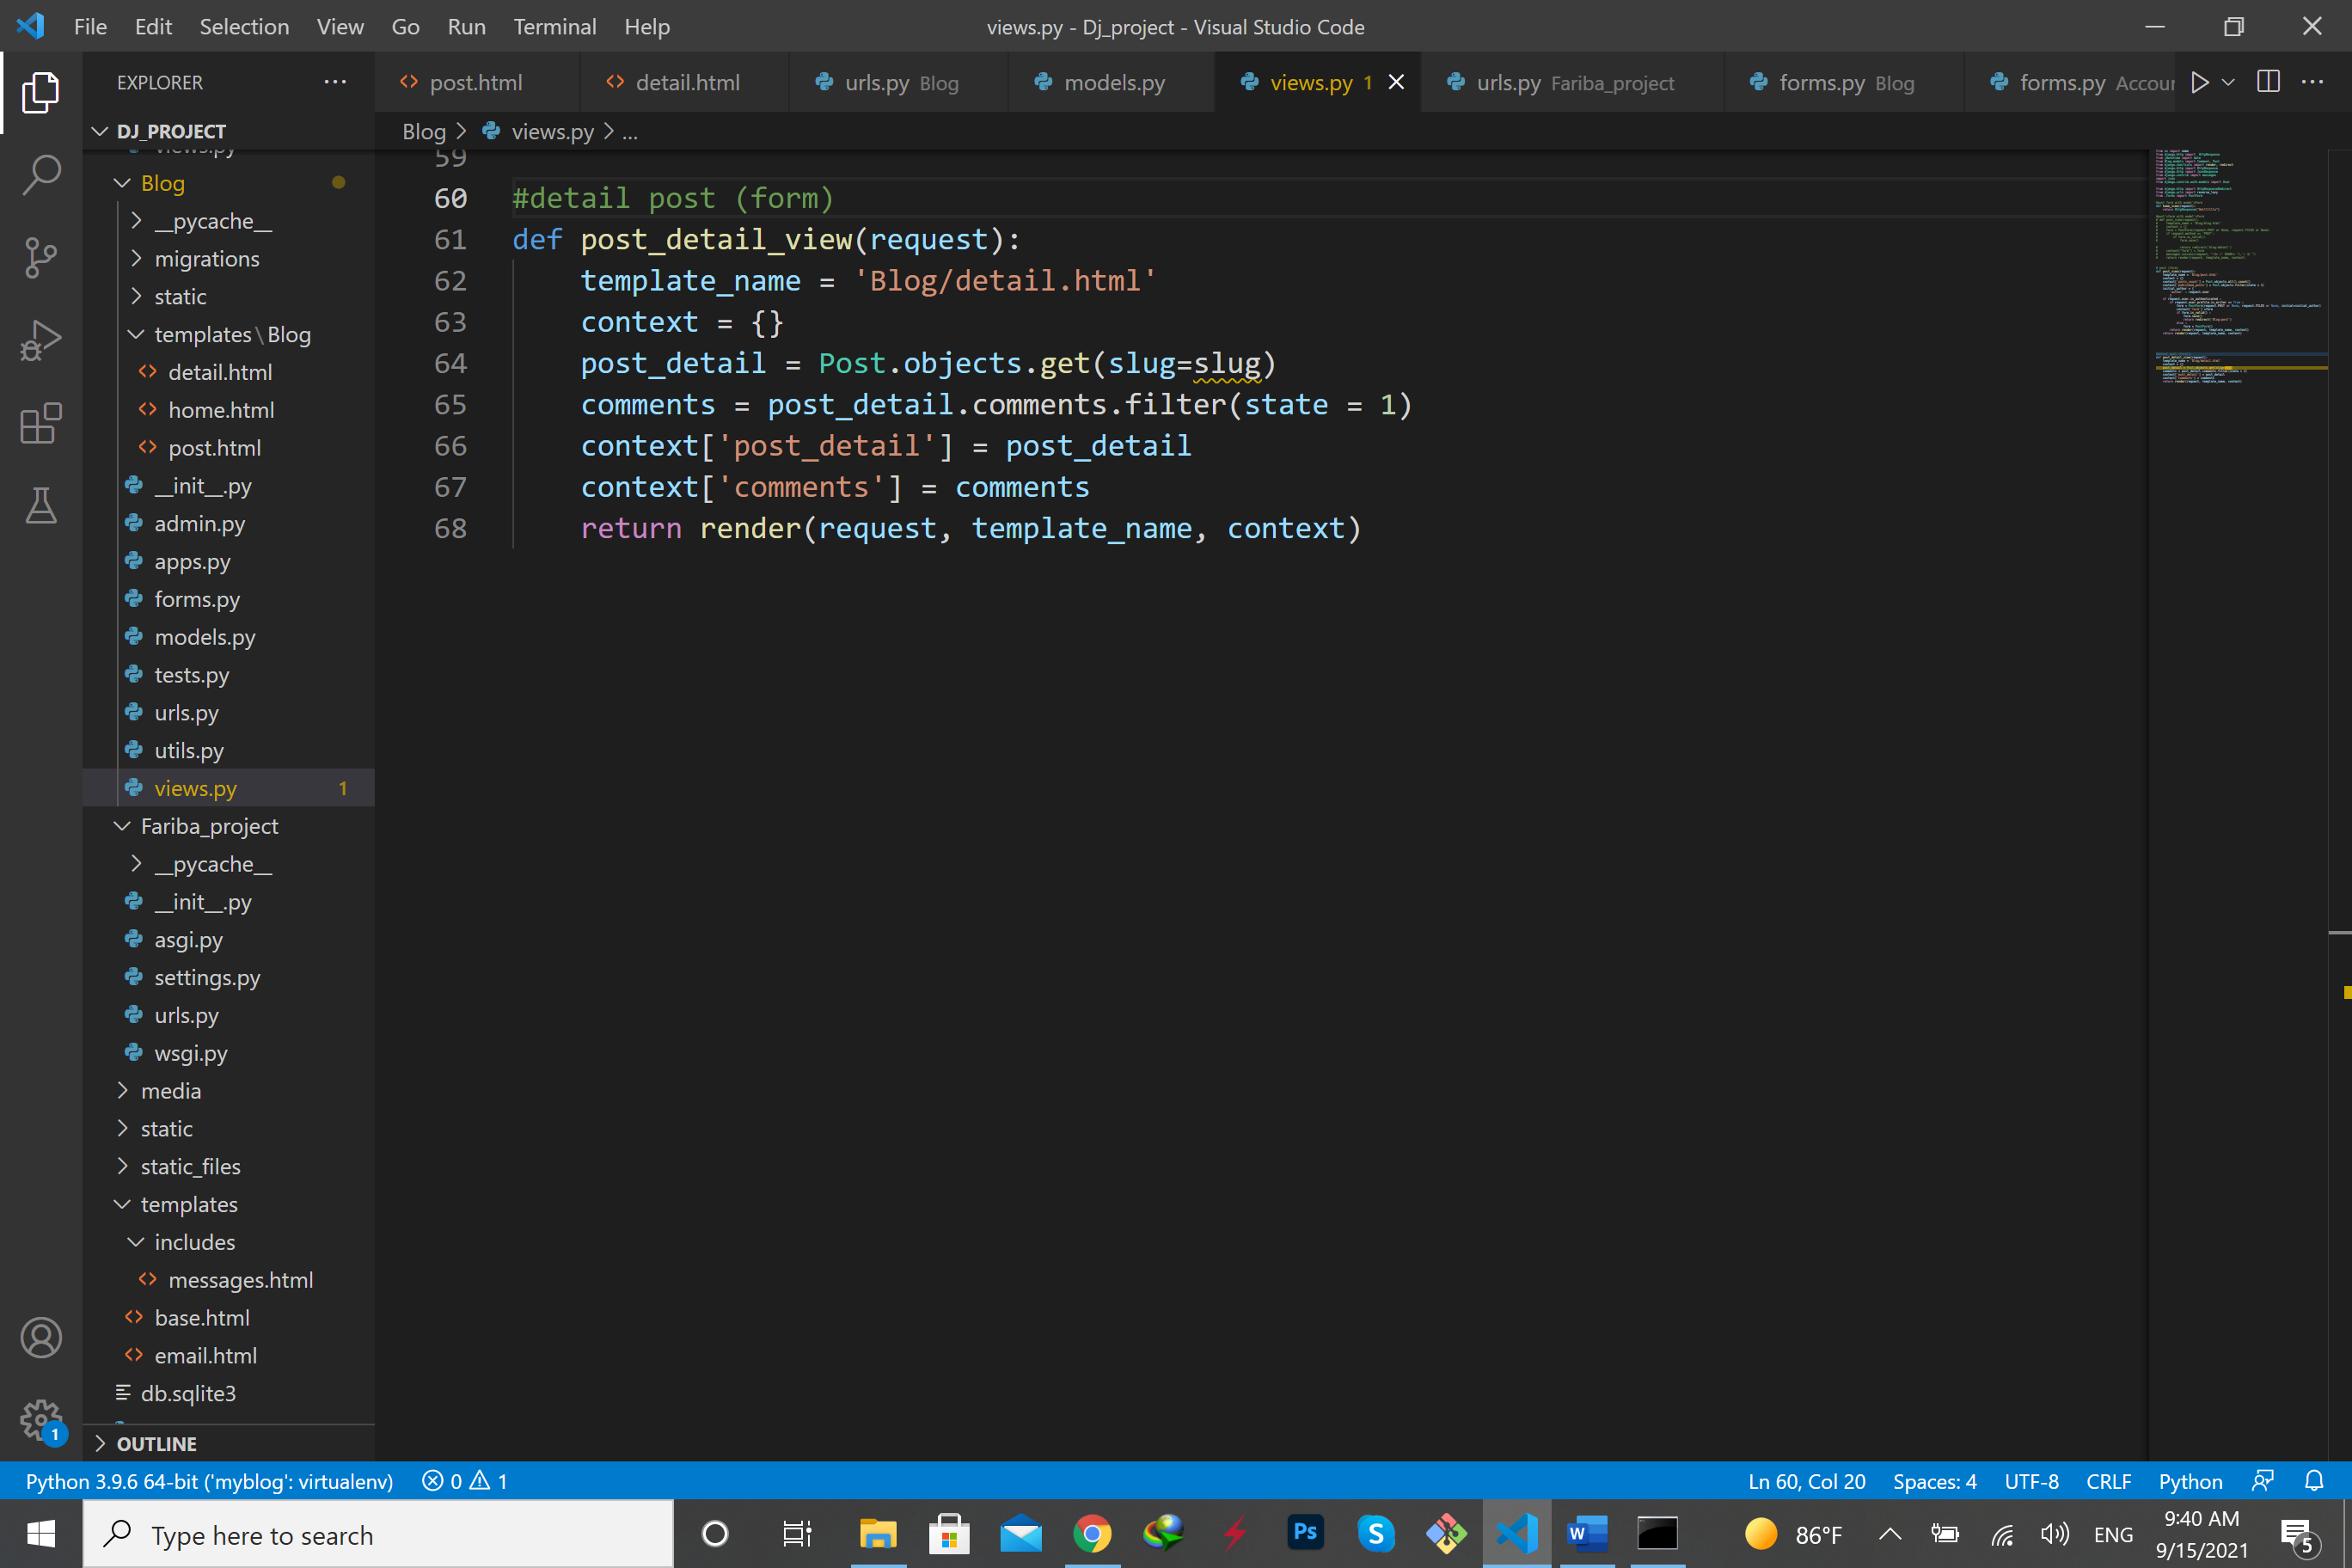 File Edit Selection View Go Run Terminal Help
views.py - Dj_project - Visual Studio Code
EXPLORER
post.html
detail.html
urls.py Blog
models.py
views.py 1
urls.py Fariba_project
forms.py Blog
forms.py Accoun
DJ_PROJECT
Blog > views.py > ...
views.py
Blog
__pycache__
migrations
static
templates\Blog
detail.html
home.html
post.html
__init__.py
admin.py
apps.py
forms.py
models.py
tests.py
urls.py
utils.py
views.py 1
Fariba_project
__pycache__
__init__.py
asgi.py
settings.py
urls.py
wsgi.py
media
static
static_files
templates
includes
messages.html
base.html
email.html
db.sqlite3
OUTLINE
59
60 #detail post (form)
61 def post_detail_view(request):
62 template_name = 'Blog/detail.html'
63 context = {}
64 post_detail = Post.objects.get(slug=slug)
65 comments = post_detail.comments.filter(state = 1)
66 context['post_detail'] = post_detail
67 context['comments'] = comments
68 return render(request, template_name, context)
1
Python 3.9.6 64-bit ('myblog': virtualenv) 0 1
Ln 60, Col 20 Spaces: 4 UTF-8 CRLF Python
Type here to search
Ps
S
W
86°F
ENG
9:40 AM
9/15/2021
5